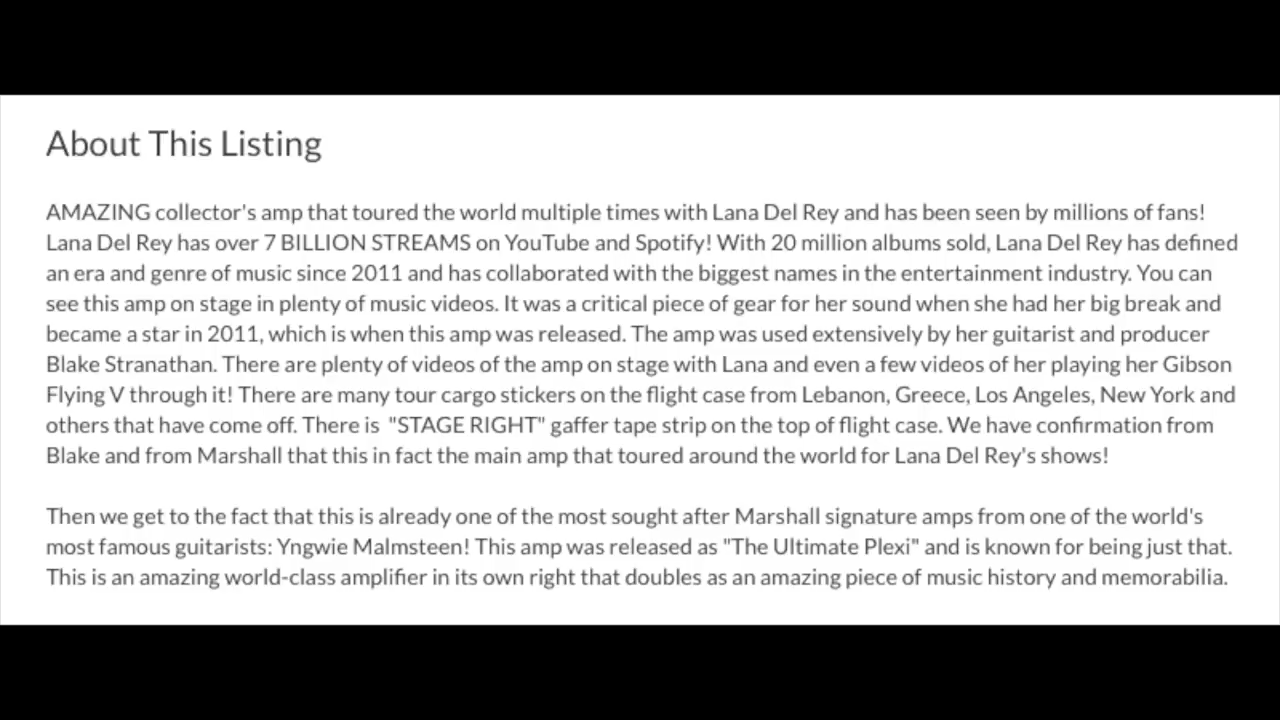 About This Listing
AMAZING collector's amp that toured the world multiple times with Lana Del Rey and has been seen by millions of fans!
Lana Del Rey has over 7 BILLION STREAMS on YouTube and Spotify! With 20 million albums sold, Lana Del Rey has defined
an era and genre of music since 2011 and has collaborated with the biggest names in the entertainment industry. You can
see this amp on stage in plenty of music videos. It was a critical piece of gear for her sound when she had her big break and
became a star in 2011, which is when this amp was released. The amp was used extensively by her guitarist and producer
Blake Stranathan. There are plenty of videos of the amp on stage with Lana and even a few videos of her playing her Gibson
Flying V through it! There are many tour cargo stickers on the flight case from Lebanon, Greece, Los Angeles, New York and
others that have come off. There is "STAGE RIGHT" gaffer tape strip on the top of flight case. We have confirmation from
Blake and from Marshall that this in fact the main amp that toured around the world for Lana Del Rey's shows!
Then we get to the fact that this is already one of the most sought after Marshall signature amps from one of the world's
most famous guitarists: Yngwie Malmsteen! This amp was released as "The Ultimate Plexi" and is known for being just that.
This is an amazing world-class amplifier in its own right that doubles as an amazing piece of music history and memorabilia.